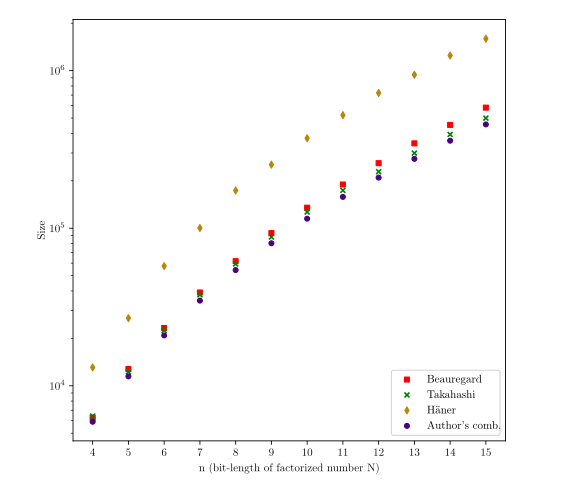 10^6
10^5
10^4
Size
4 5 6 7 8 9 10 11 12 13 14 15
n (bit-length of factorized number N)
Beauregard
Takahashi
Häner
Author's comb.